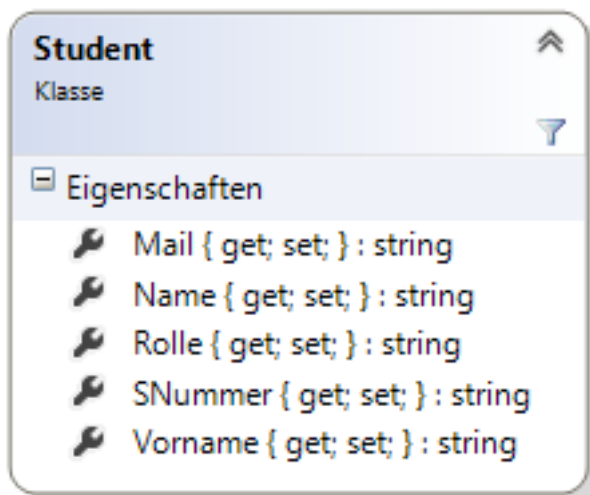 Student
Klasse
Eigenschaften
Mail { get; set; } : string
Name { get; set; } : string
Rolle { get; set; } : string
SNummer { get; set; } : string
Vorname { get; set; } : string